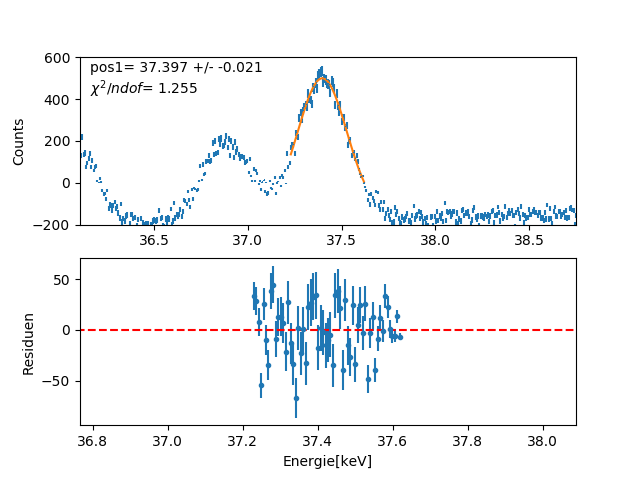 600
pos1= 37.397 +/- -0.021
χ²/ndof= 1.255
400
Counts
200
0
−200
36.5 37.0 37.5 38.0 38.5
50
Residuen
0
−50
36.8 37.0 37.2 37.4 37.6 37.8 38.0
Energie[keV]